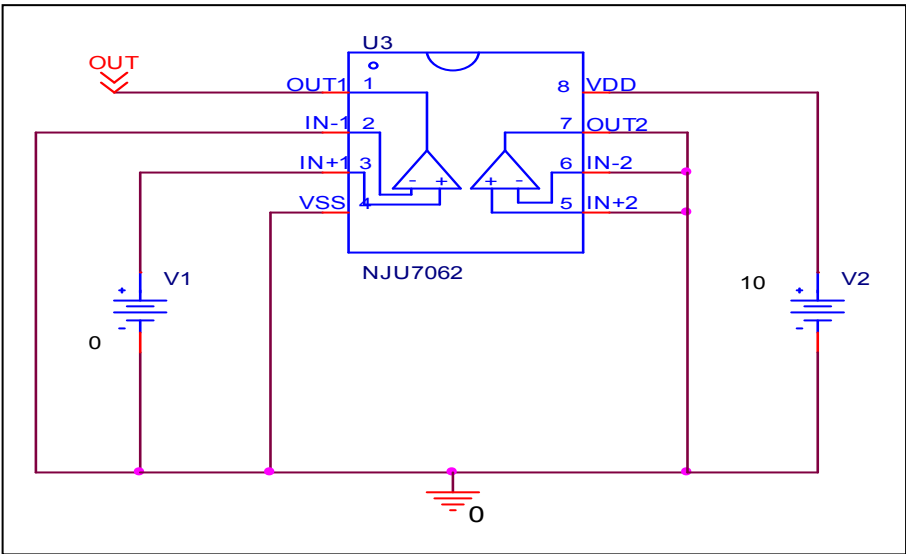 U3
OUT
OUT1 1 8 VDD
IN-1 2 7 OUT2
IN+1 3 6 IN-2
VSS 4 5 IN+2
- + + -
NJU7062
+ V1 10 + V2
- 0 -
0